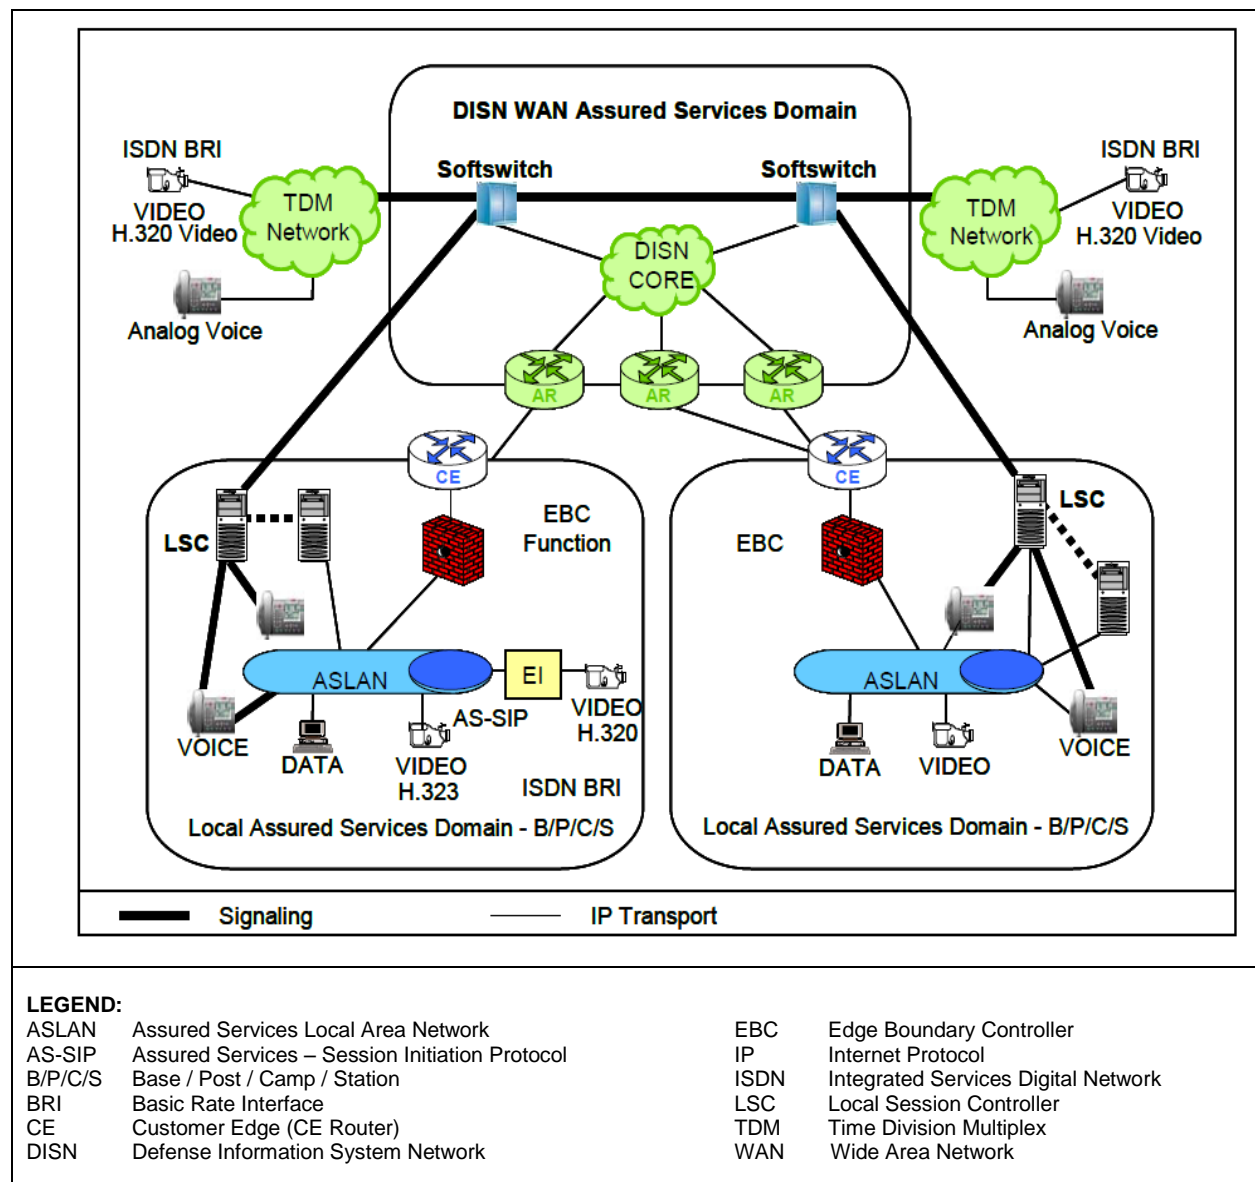 DISN WAN Assured Services Domain
ISDN BRI
ISDN BRI
Softswitch
Softswitch
VIDEO
H.320 Video
TDM
Network
TDM
Network
VIDEO
H.320 Video
DISN
CORE
Analog Voice
Analog Voice
AR
AR
AR
CE
CE
LSC
EBC
Function
EBC
LSC
ASLAN
EI
AS-SIP
VIDEO
H.320
VOICE
DATA
VIDEO
H.323
ISDN BRI
Local Assured Services Domain - B/P/C/S
ASLAN
DATA
VIDEO
VOICE
Local Assured Services Domain - B/P/C/S
Signaling
IP Transport
LEGEND:
ASLAN Assured Services Local Area Network
AS-SIP Assured Services – Session Initiation Protocol
B/P/C/S Base / Post / Camp / Station
BRI Basic Rate Interface
CE Customer Edge (CE Router)
DISN Defense Information System Network
EBC Edge Boundary Controller
IP Internet Protocol
ISDN Integrated Services Digital Network
LSC Local Session Controller
TDM Time Division Multiplex
WAN Wide Area Network